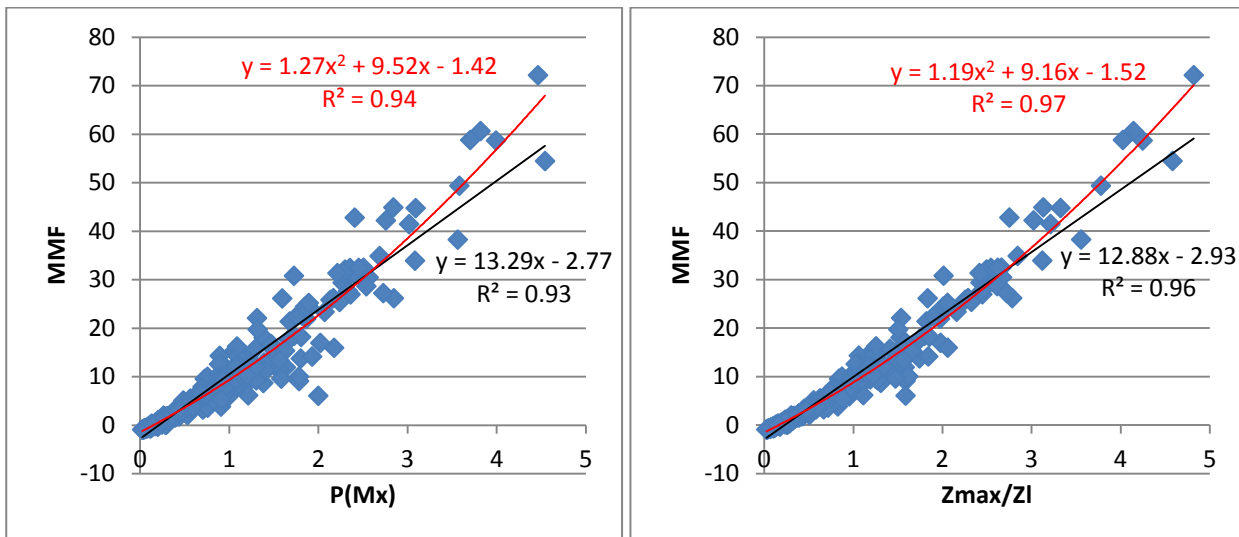 80
70
60
50
40
30
20
10
0
-10
MMF
y = 1.27x² + 9.52x - 1.42
R² = 0.94
y = 13.29x - 2.77
R² = 0.93
0 1 2 3 4 5
P(Mx)
80
70
60
50
40
30
20
10
0
-10
MMF
y = 1.19x² + 9.16x - 1.52
R² = 0.97
y = 12.88x - 2.93
R² = 0.96
0 1 2 3 4 5
Zmax/Zl